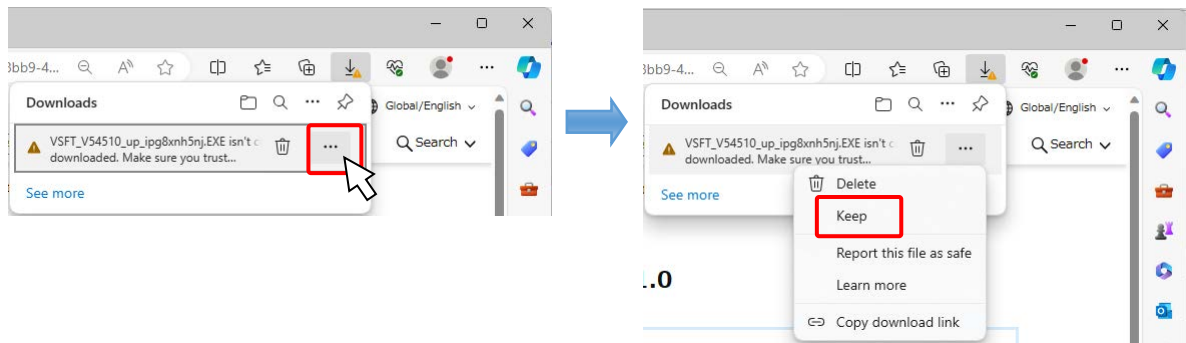 3bb9-4...
Downloads
Global/English
VSFT_V54510_up_ipg8xnh5nj.EXE isn't c
downloaded. Make sure you trust...
Search
See more
3bb9-4...
Downloads
Global/English
VSFT_V54510_up_ipg8xnh5nj.EXE isn't c
downloaded. Make sure you trust...
Search
See more
Delete
Keep
Report this file as safe
Learn more
Copy download link
.0